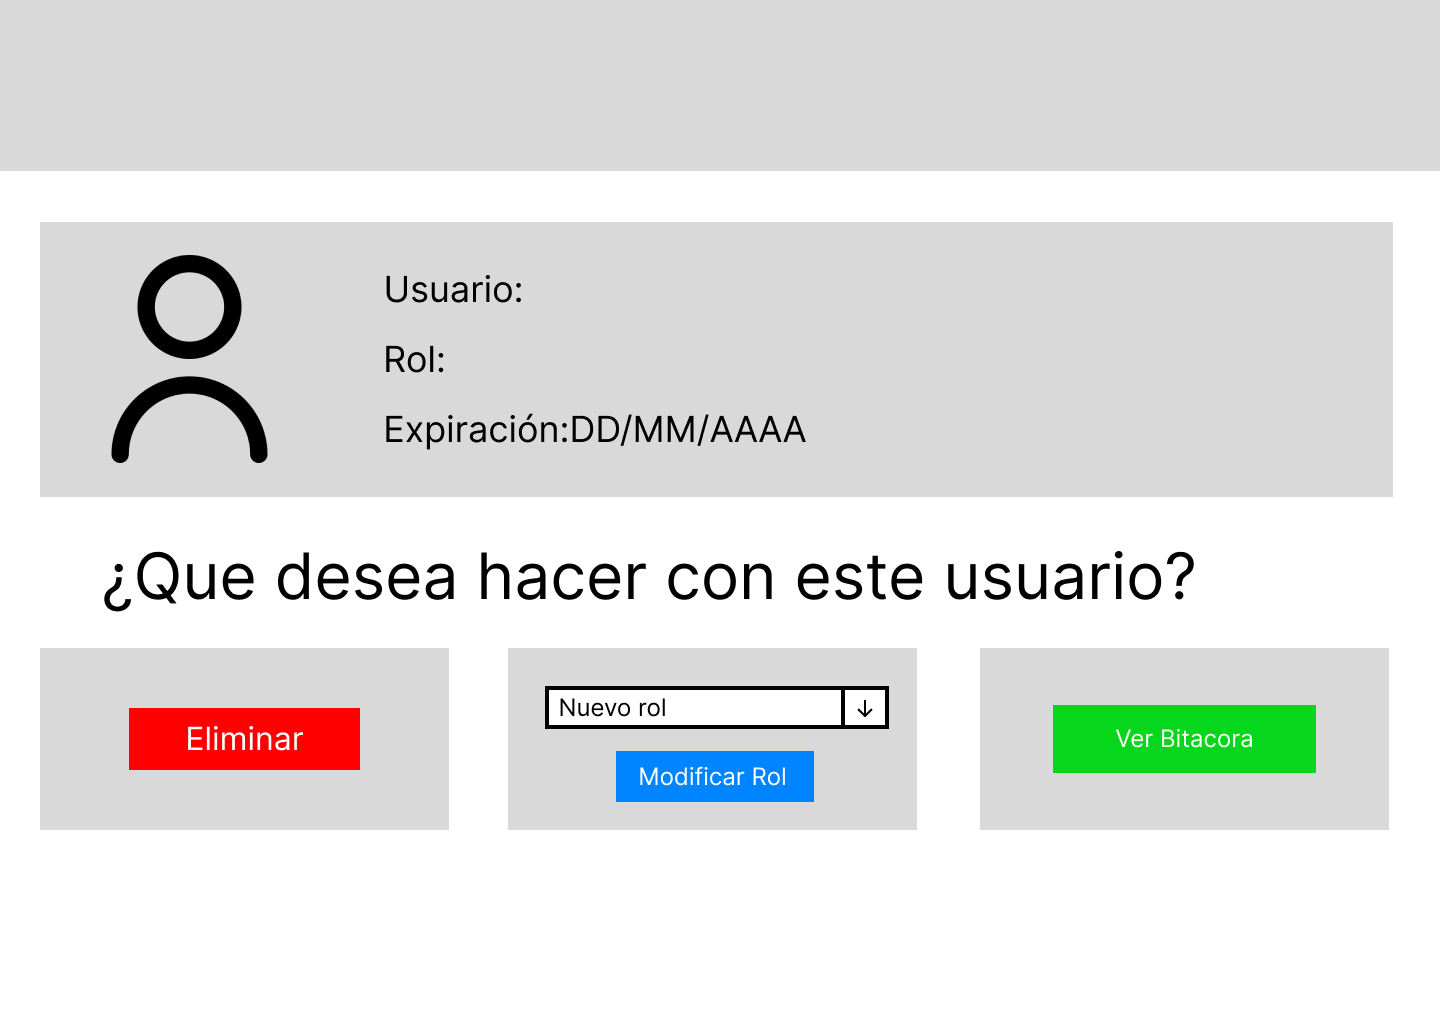 Usuario:
Rol:
Expiración:DD/MM/AAAA
¿Que desea hacer con este usuario?
Eliminar
Nuevo rol
Modificar Rol
Ver Bitacora